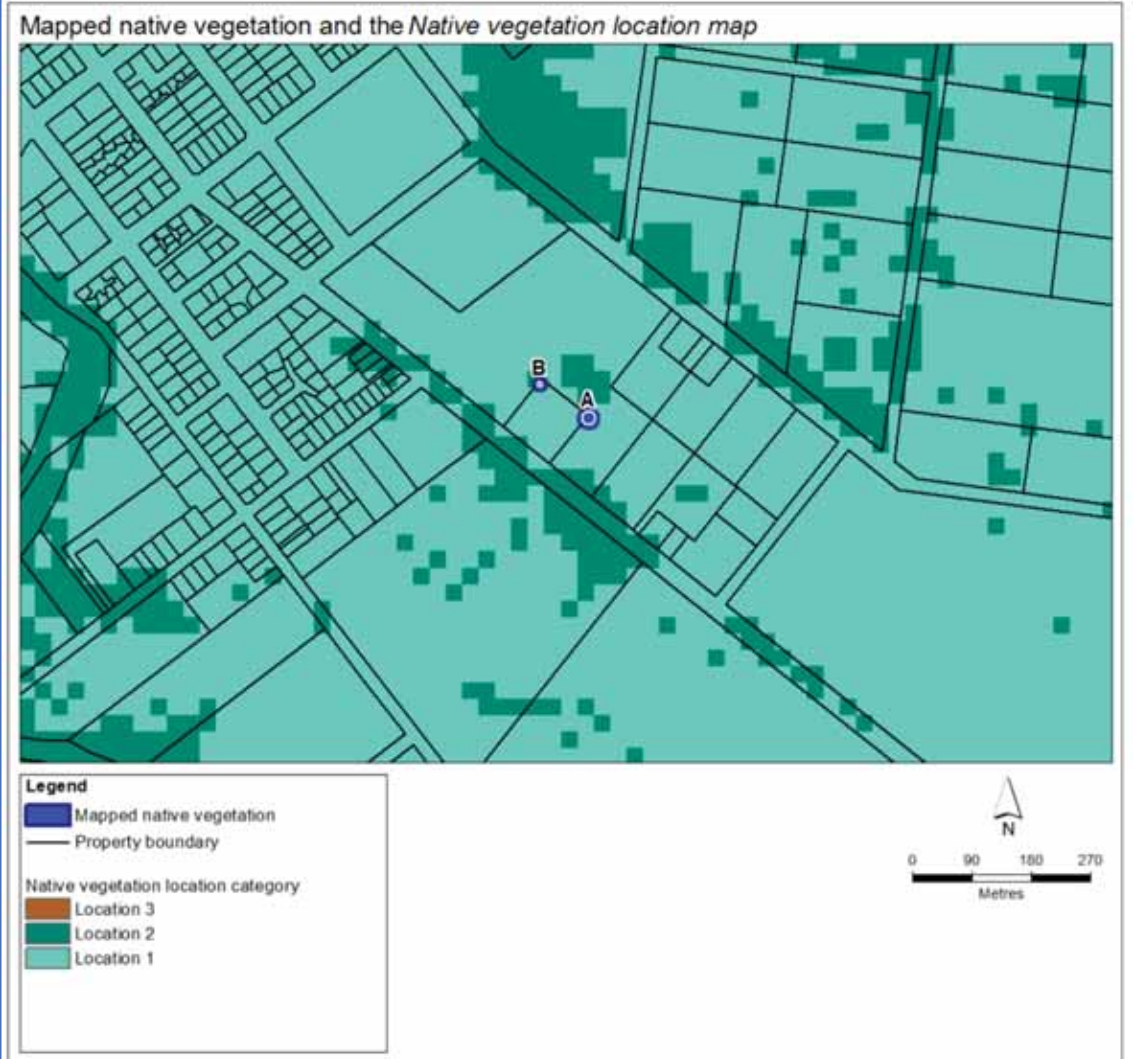 Mapped native vegetation and the Native vegetation location map
B
A
Legend
Mapped native vegetation
Property boundary
Native vegetation location category
Location 3
Location 2
Location 1
N
0 90 180 270
Metres